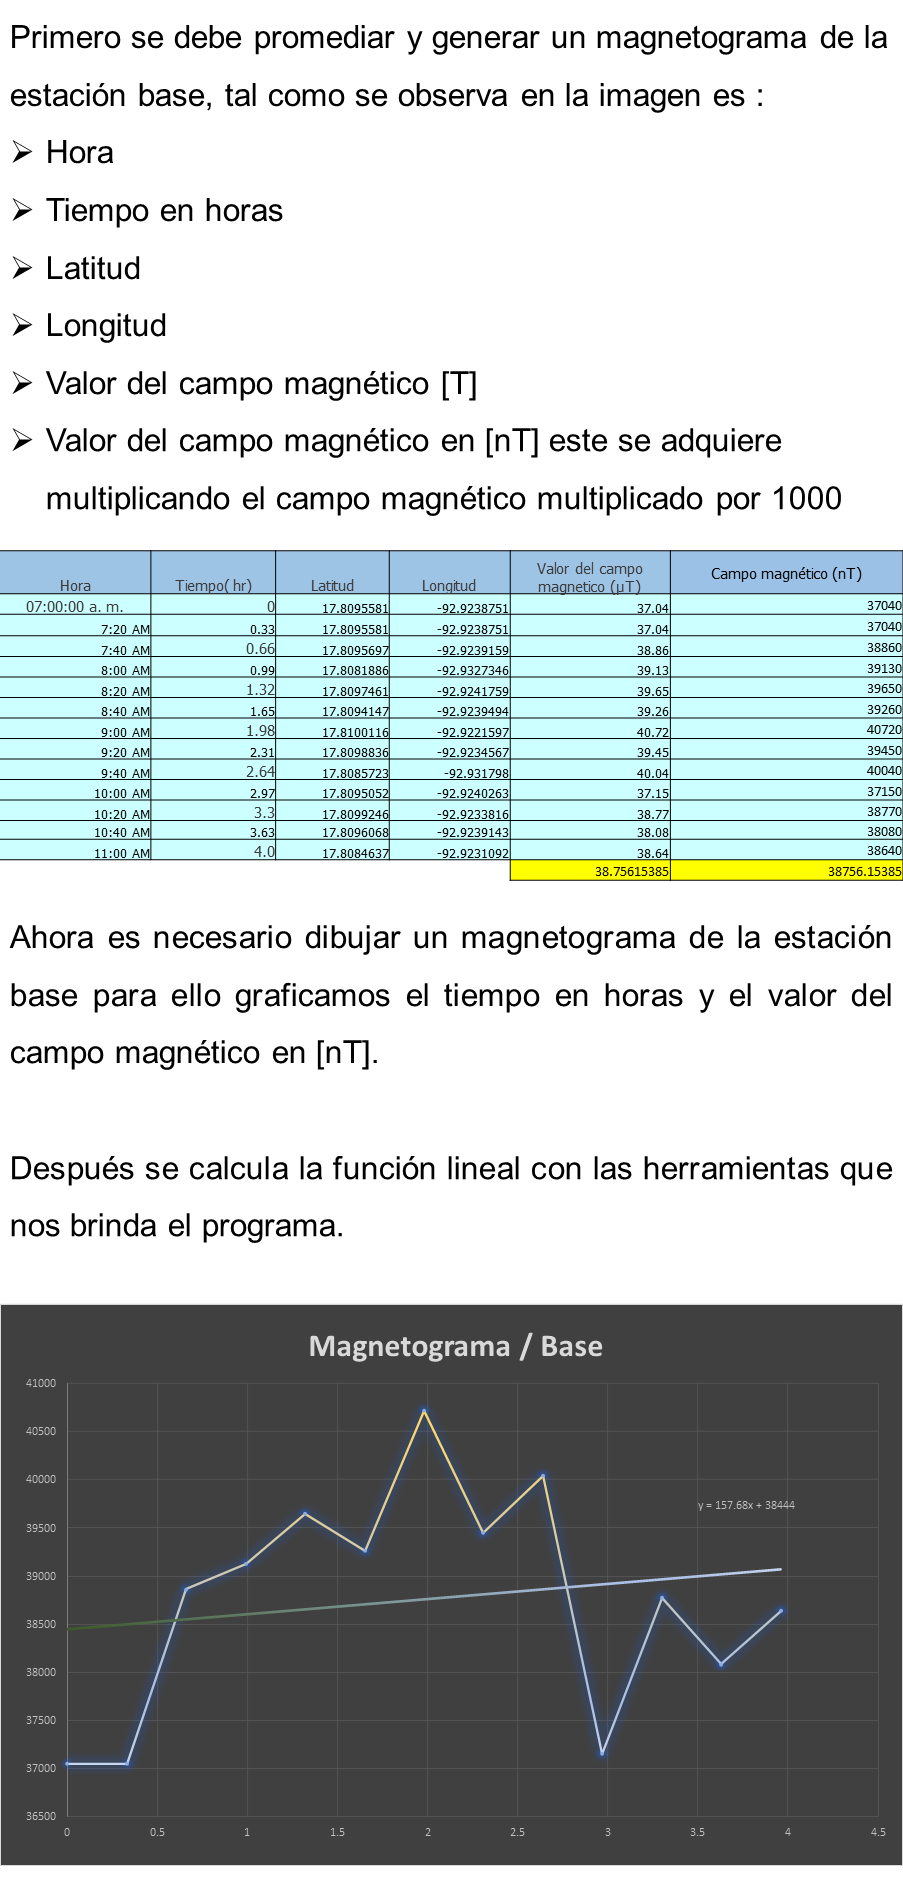 Primero se debe promediar y generar un magnetograma de la
estación base, tal como se observa en la imagen es :
➢ Hora
➢ Tiempo en horas
➢ Latitud
➢ Longitud
➢ Valor del campo magnético [T]
➢ Valor del campo magnético en [nT] este se adquiere
multiplicando el campo magnético multiplicado por 1000
Hora Tiempo( hr) Latitud Longitud Valor del campo magnetico (µT) Campo magnético (nT)
07:00:00 a. m. 0 17.8095581 -92.9238751 37.04 37040
7:20 AM 0.33 17.8095581 -92.9238751 37.04 37040
7:40 AM 0.66 17.8095697 -92.9239159 38.86 38860
8:00 AM 0.99 17.8081886 -92.9327346 39.13 39130
8:20 AM 1.32 17.8097461 -92.9241759 39.65 39650
8:40 AM 1.65 17.8094147 -92.9239494 39.26 39260
9:00 AM 1.98 17.8100116 -92.9221597 40.72 40720
9:20 AM 2.31 17.8098836 -92.9234567 39.45 39450
9:40 AM 2.64 17.8085723 -92.931798 40.04 40040
10:00 AM 2.97 17.8095052 -92.9240263 37.15 37150
10:20 AM 3.3 17.8099246 -92.9233816 38.77 38770
10:40 AM 3.63 17.8096068 -92.9239143 38.08 38080
11:00 AM 4.0 17.8084637 -92.9231092 38.64 38640
38.75615385 38756.15385
Ahora es necesario dibujar un magnetograma de la estación
base para ello graficamos el tiempo en horas y el valor del
campo magnético en [nT].
Después se calcula la función lineal con las herramientas que
nos brinda el programa.
Magnetograma / Base
41000
40500
40000
39500
39000
38500
38000
37500
37000
36500
y = 157.68x + 38444
0 0.5 1 1.5 2 2.5 3 3.5 4 4.5